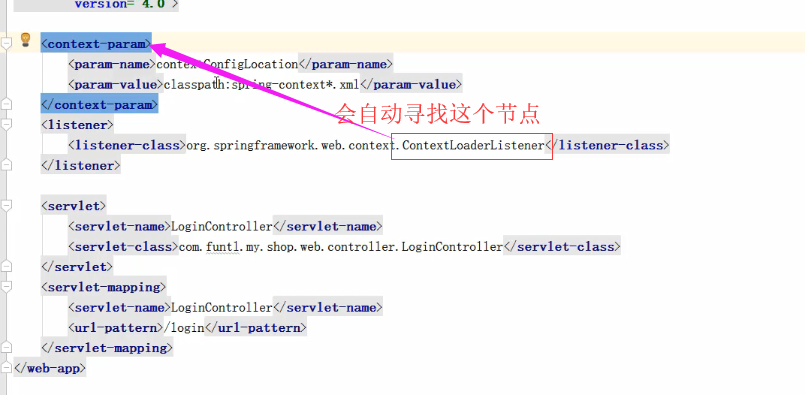 version="4.0">
<context-param>
<param-name>contextConfigLocation</param-name>
<param-value>classpath:spring-context*.xml</param-value>
</context-param>
会自动寻找这个节点
<listener>
<listener-class>org.springframework.web.context.ContextLoaderListener</listener-class>
</listener>
<servlet>
<servlet-name>LoginController</servlet-name>
<servlet-class>com.funtl.my.shop.web.controller.LoginController</servlet-class>
</servlet>
<servlet-mapping>
<servlet-name>LoginController</servlet-name>
<url-pattern>/login</url-pattern>
</servlet-mapping>
</web-app>